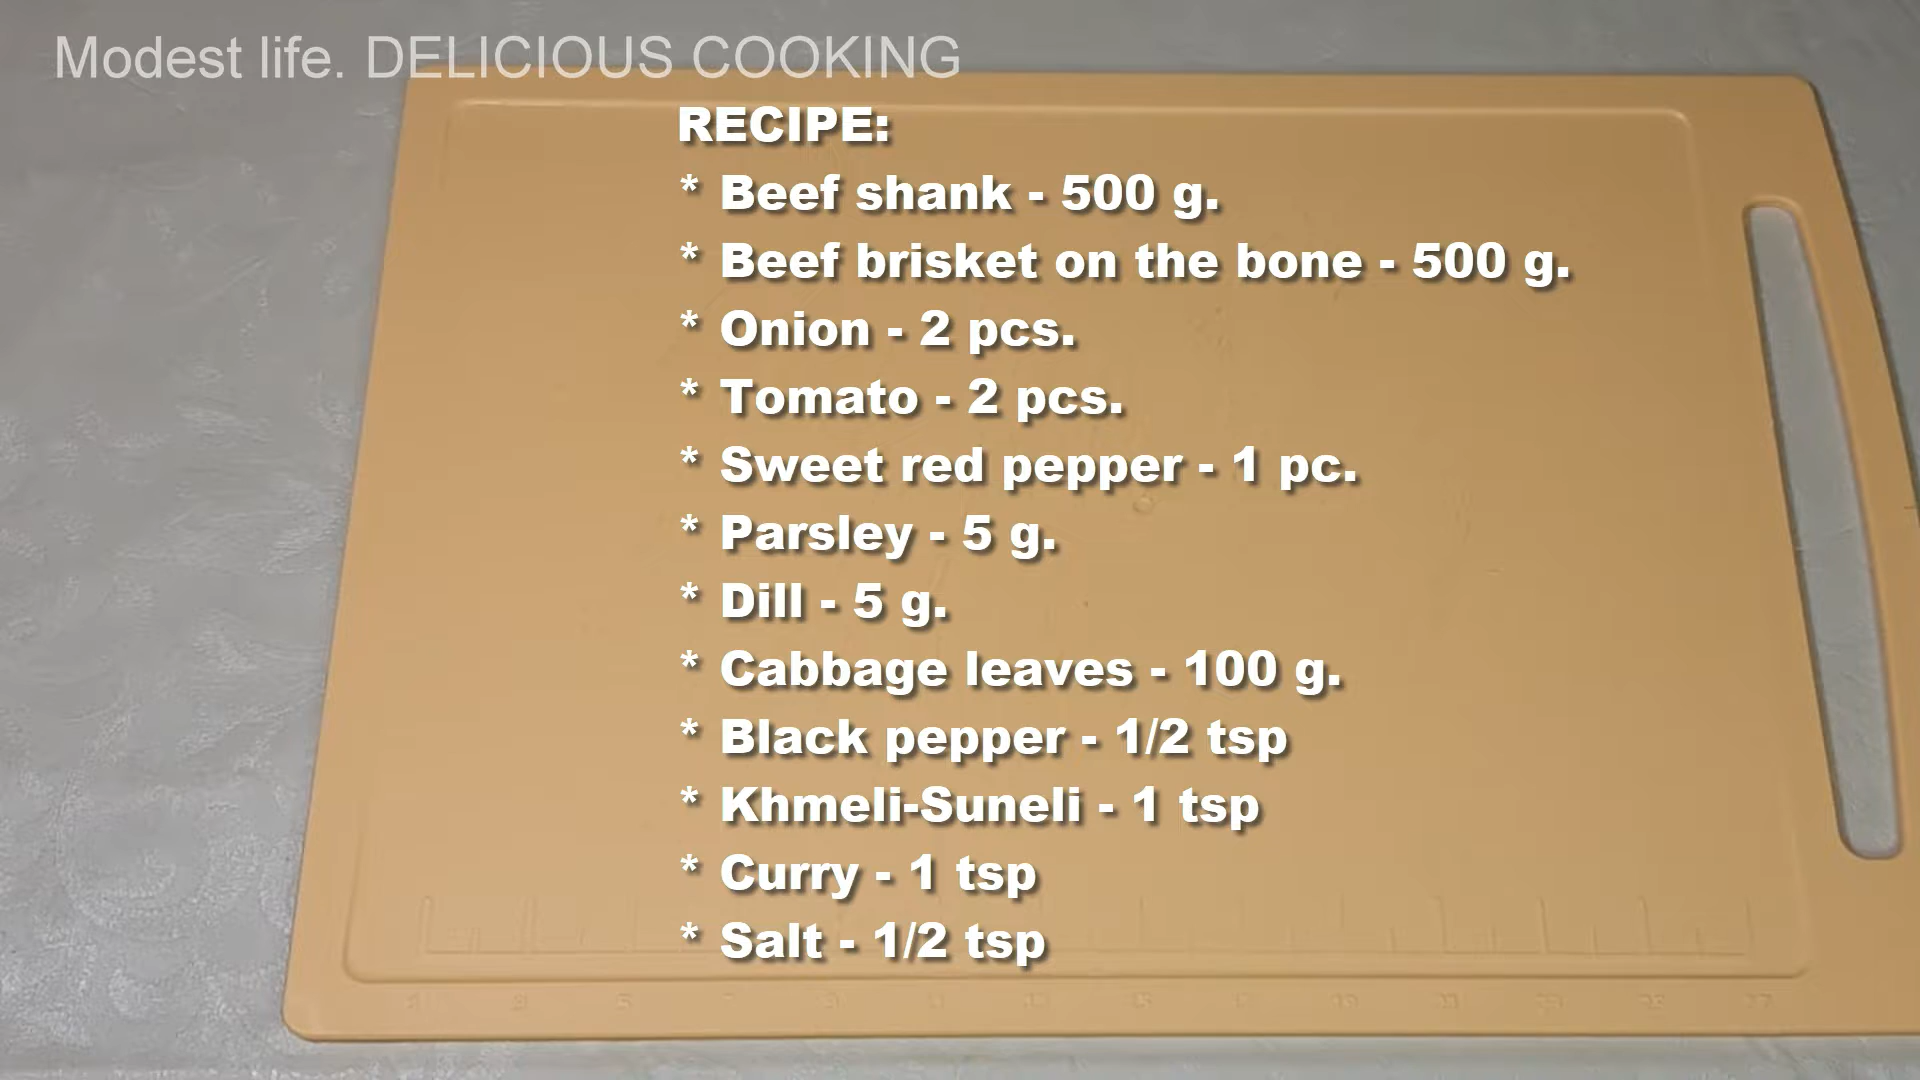 Modest life. DELICIOUS COOKING
RECIPE:
* Beef shank - 500 g.
* Beef brisket on the bone - 500 g.
* Onion - 2 pcs.
* Tomato - 2 pcs.
* Sweet red pepper - 1 pc.
* Parsley - 5 g.
* Dill - 5 g.
* Cabbage leaves - 100 g.
* Black pepper - 1/2 tsp
* Khmeli-Suneli - 1 tsp
* Curry - 1 tsp
* Salt - 1/2 tsp